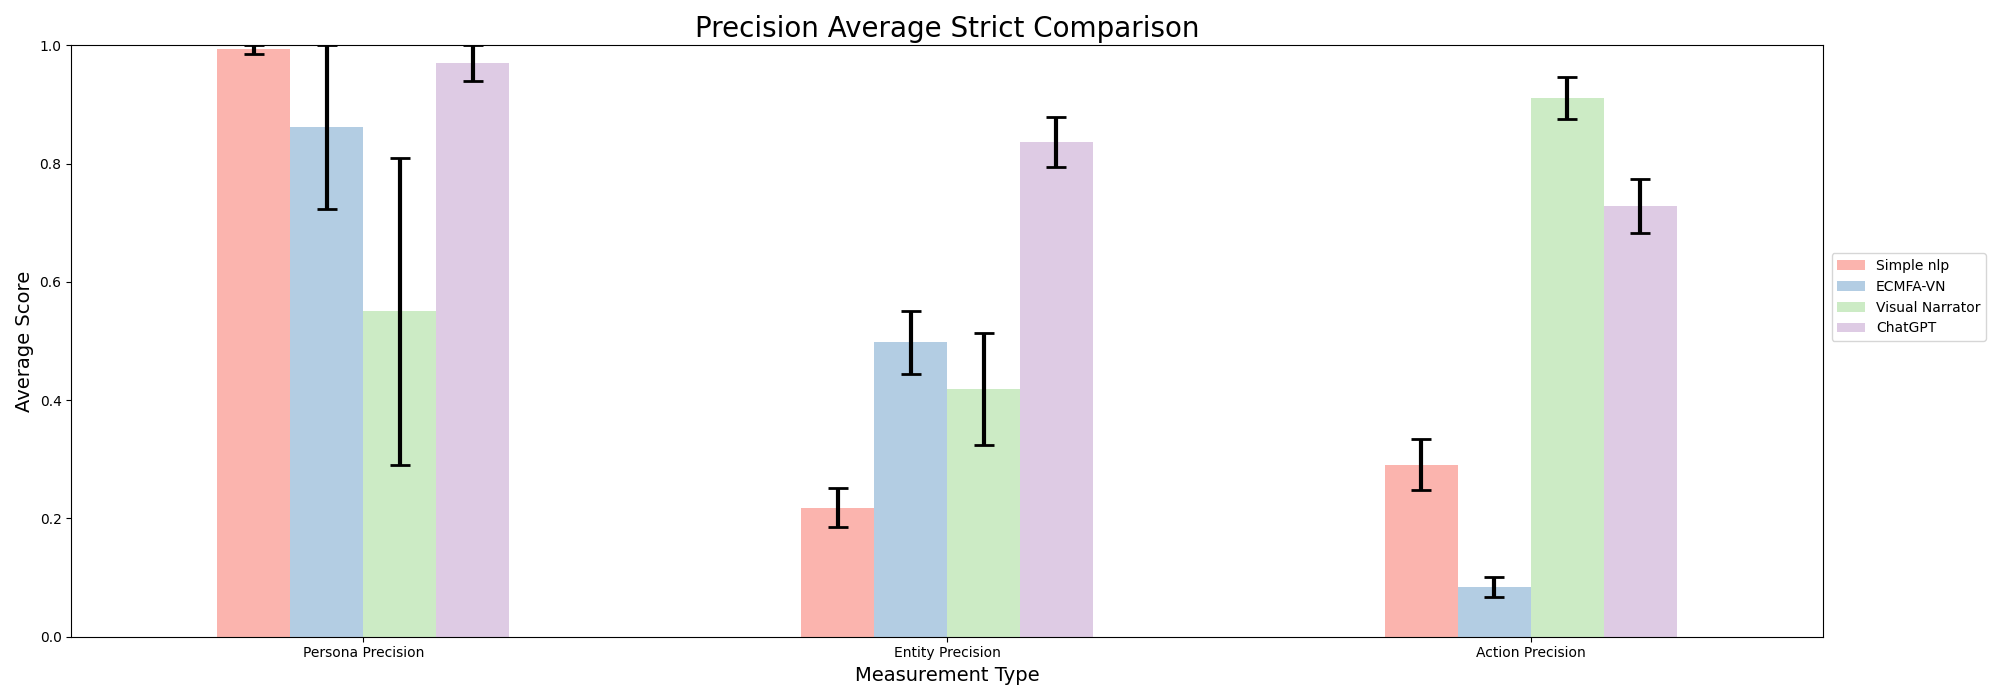 Precision Average Strict Comparison
1.0
0.8
0.6
0.4
0.2
0.0
Average Score
Persona Precision
Entity Precision
Action Precision
Measurement Type
Simple nlp
ECMFA-VN
Visual Narrator
ChatGPT